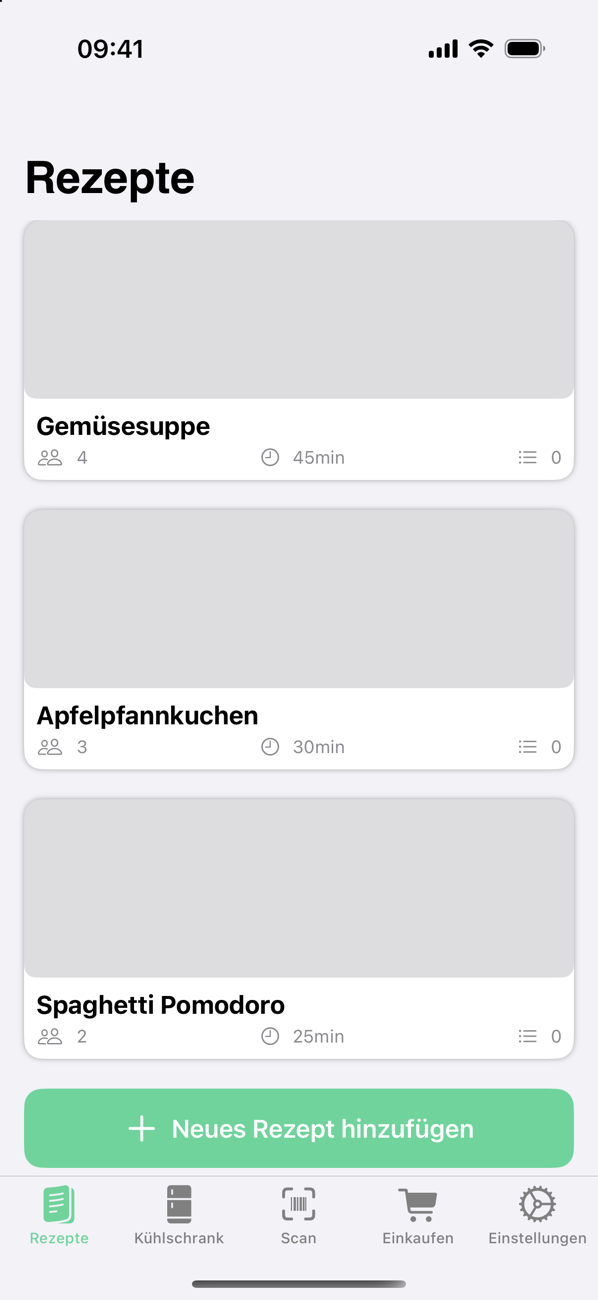 09:41
Rezepte
Gemüsesuppe
4 45min 0
Apfelpfannkuchen
3 30min 0
Spaghetti Pomodoro
2 25min 0
Neues Rezept hinzufügen
Rezepte Kühlschrank Scan Einkaufen Einstellungen